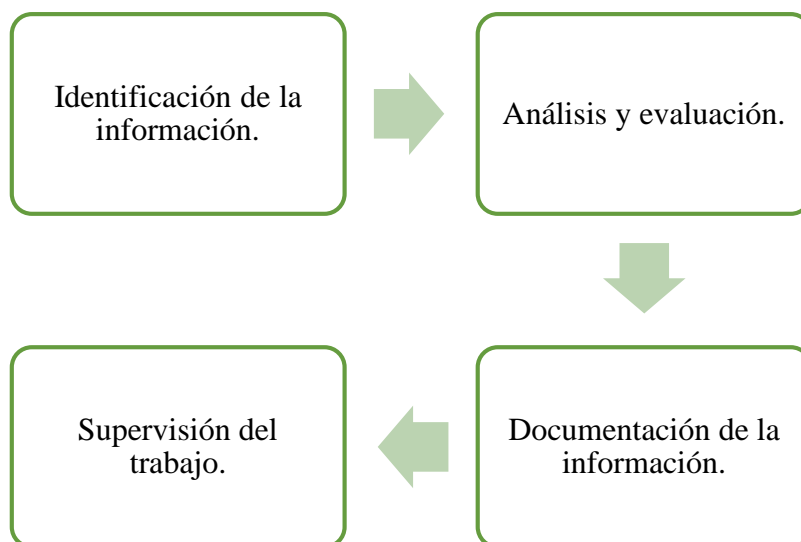 Identificación de la
información.
Análisis y evaluación.
Documentación de la
información.
Supervisión del
trabajo.